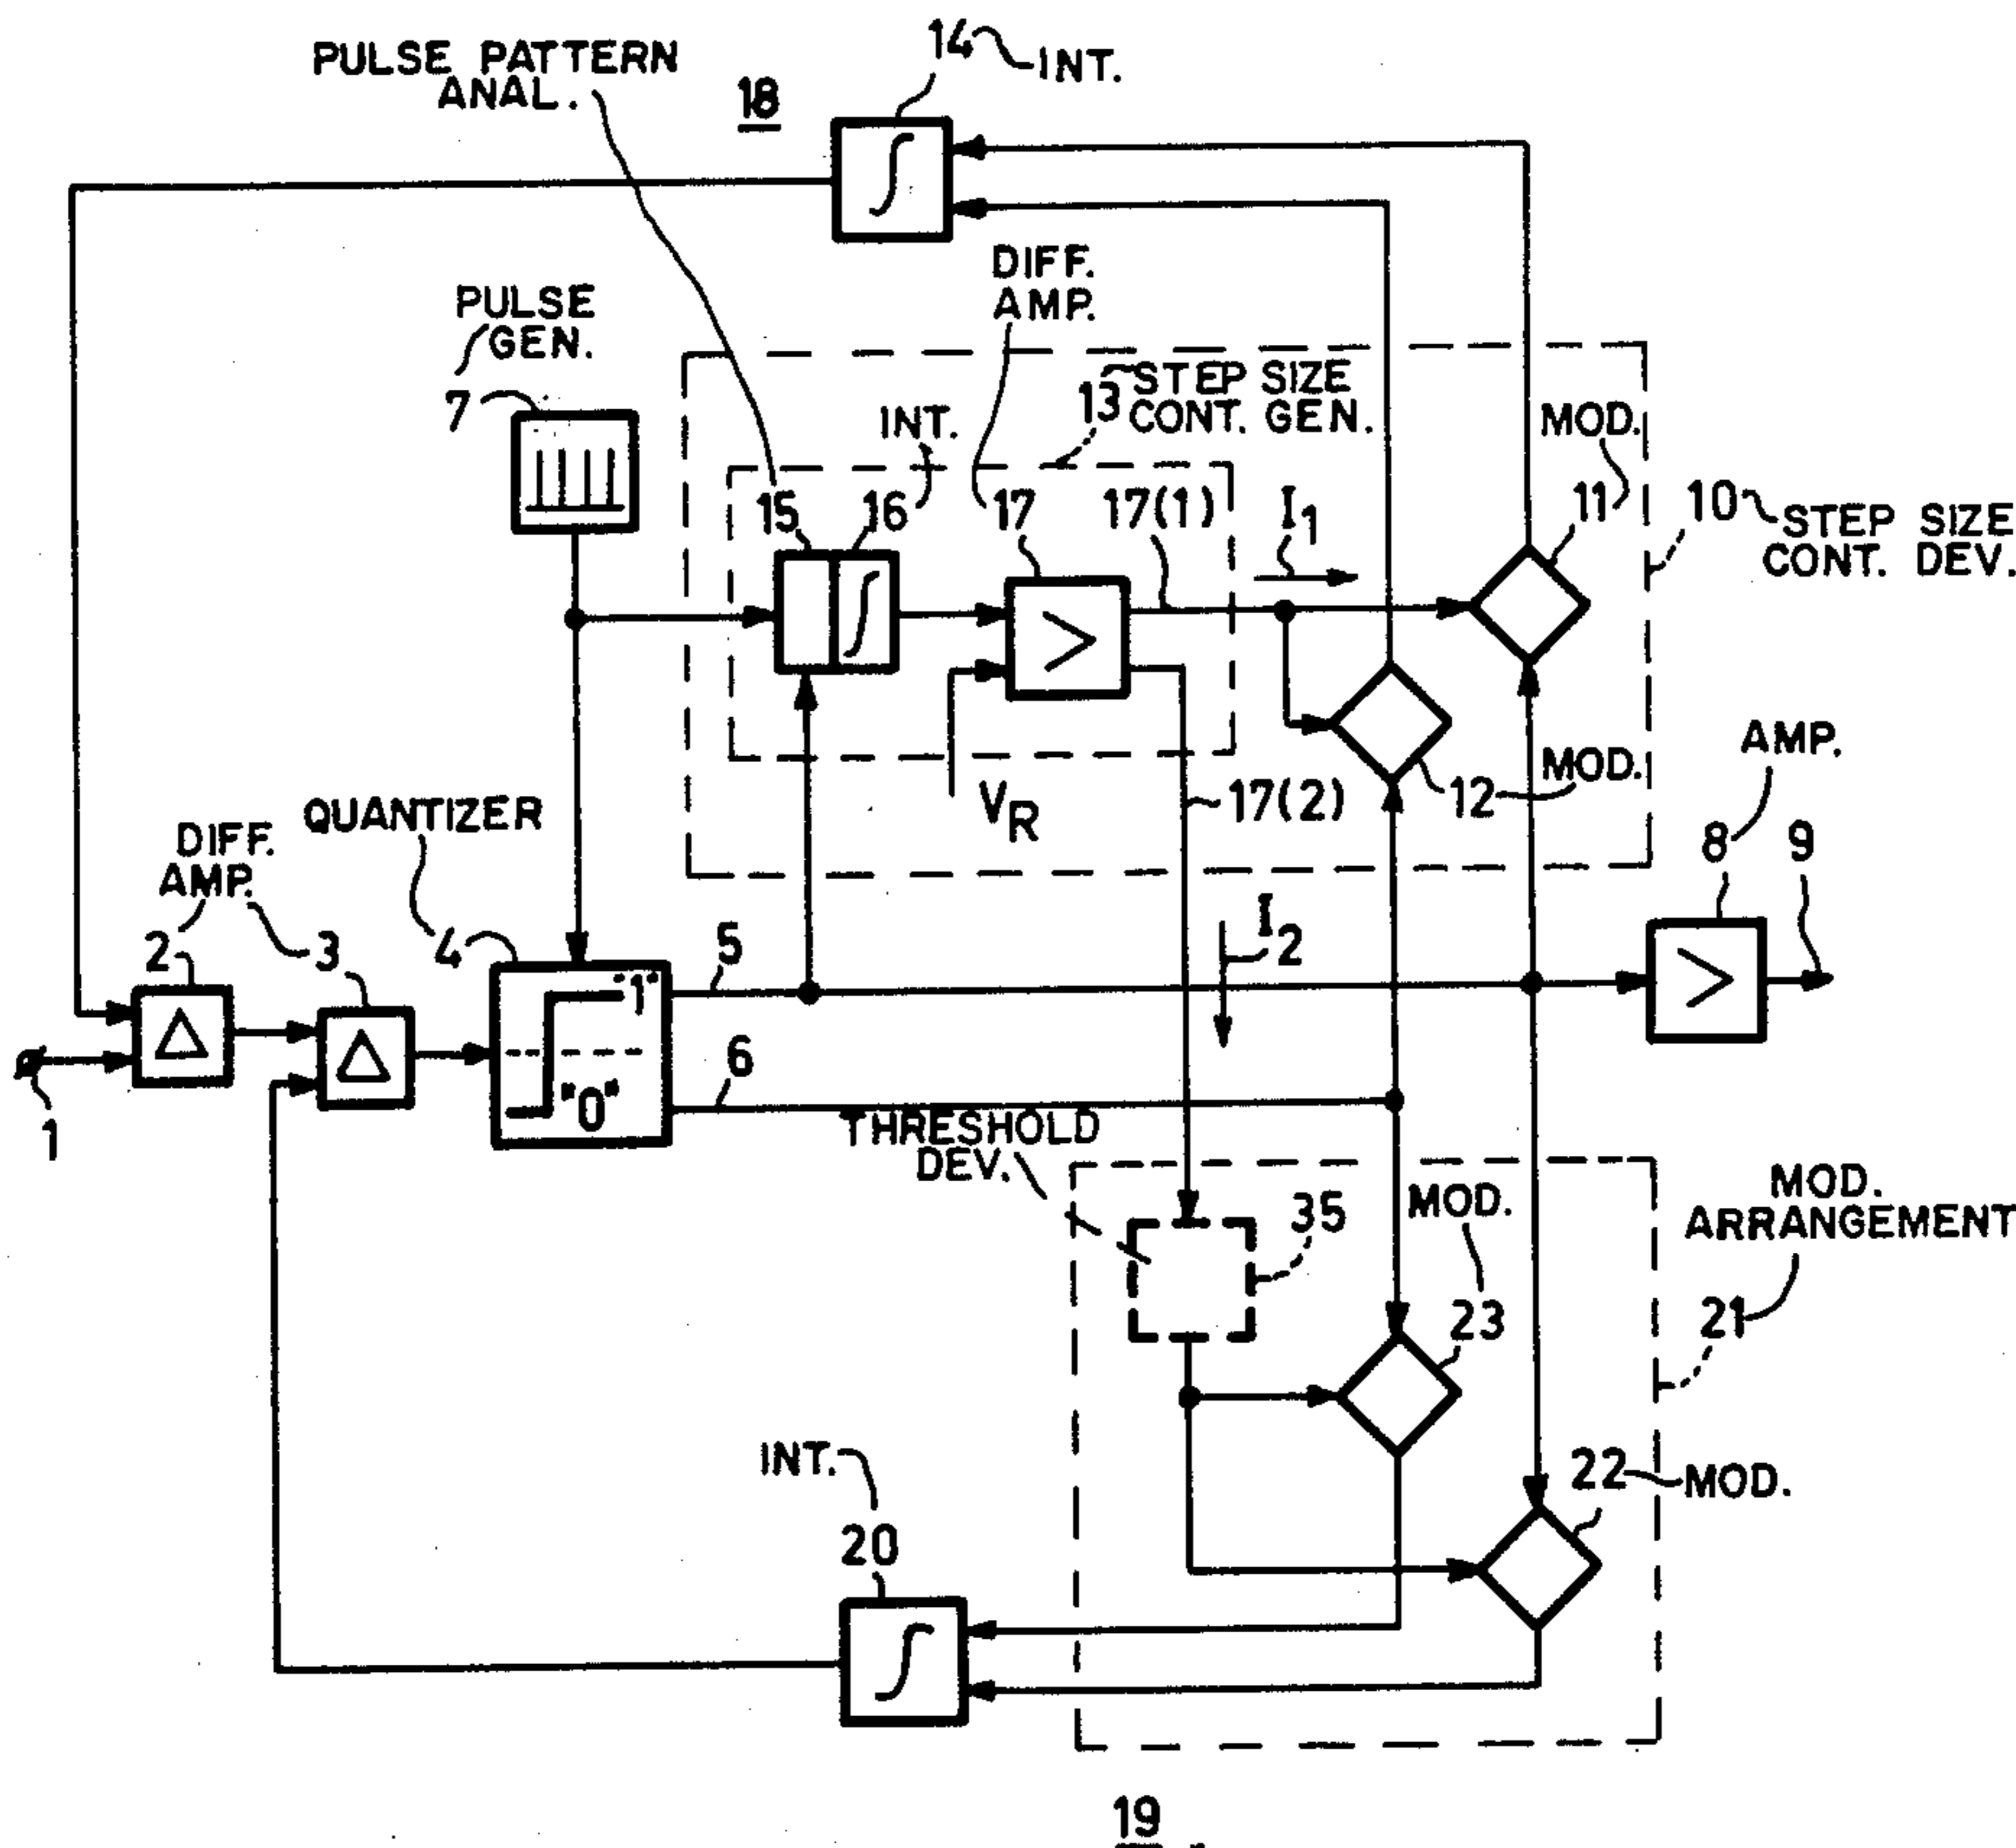 14
INT.
PULSE PATTERN
ANAL.
18
DIFF.
AMP.
PULSE
GEN.
7
13 STEP SIZE
CONT. GEN.
INT.
MOD.
15
16
17
17(1)
I1
11
10 STEP SIZE
CONT. DEV.
>
VR
17(2)
12
MOD.
AMP.
8
9
QUANTIZER
DIFF.
AMP.
2
3
4
5
I2
"1"
>
1
6
"0"
THRESHOLD
DEV.
35
MOD.
MOD.
ARRANGEMENT
23
21
INT.
20
22
MOD.
19